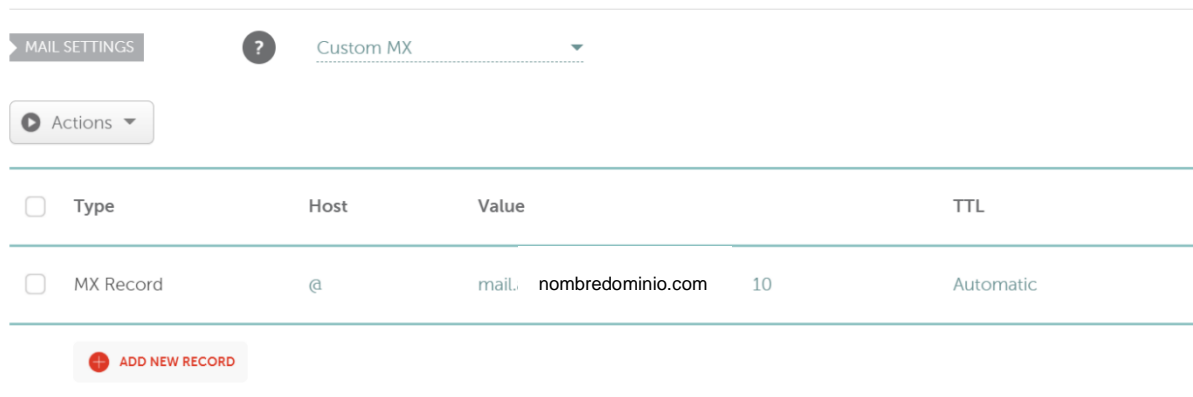 MAIL SETTINGS ? Custom MX
Actions
Type Host Value TTL
MX Record @ mail. nombredominio.com 10 Automatic
ADD NEW RECORD